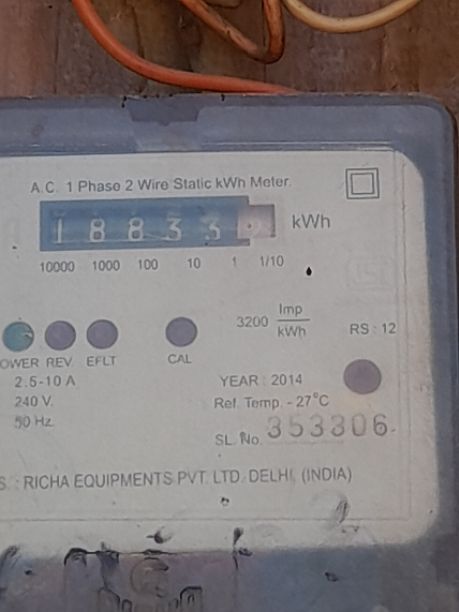 A.C. 1 Phase 2 Wire Static kWh Meter.
1 8 8 3 3 kWh
10000 1000 100 10 1 1/10
3200 Imp/kWh
RS : 12
OWER REV. EFLT CAL
2.5-10 A
YEAR : 2014
240 V.
Ref. Temp. - 27°C
50 Hz.
SL. No. 353306
S. : RICHA EQUIPMENTS PVT. LTD. DELHI, (INDIA)